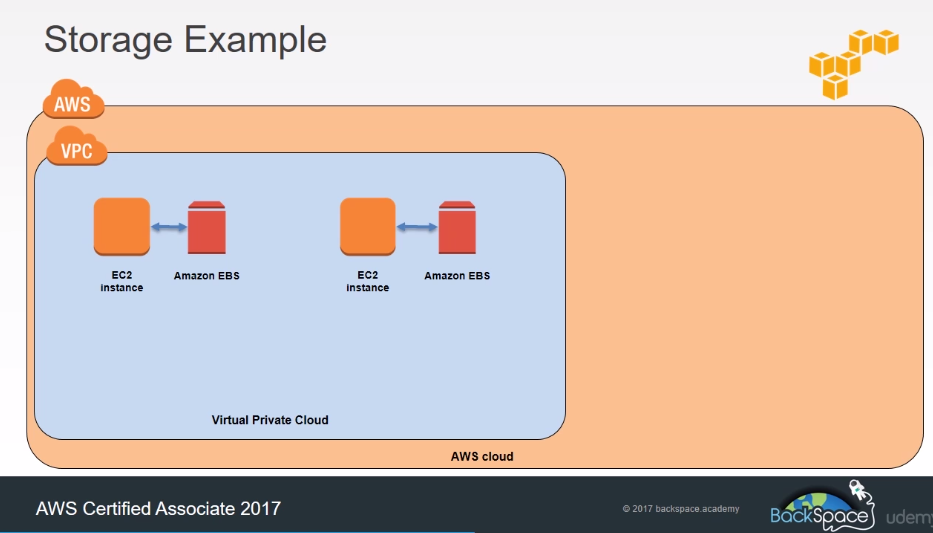 Storage Example
AWS
VPC
EC2
instance
Amazon EBS
EC2
instance
Amazon EBS
Virtual Private Cloud
AWS cloud
AWS Certified Associate 2017
© 2017 backspace.academy
BackSpace
udemy